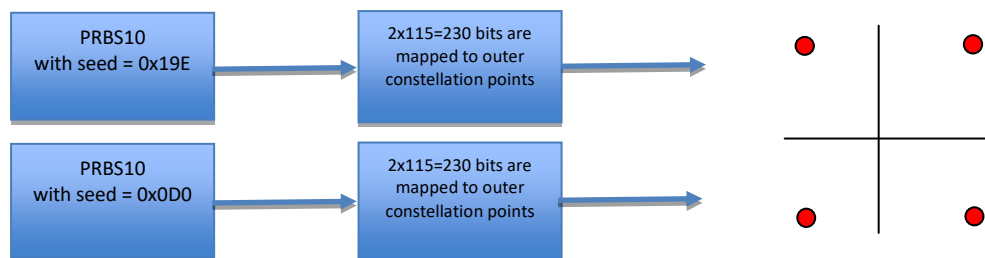 PRBS10
with seed = 0x19E
2x115=230 bits are
mapped to outer
constellation points
PRBS10
with seed = 0x0D0
2x115=230 bits are
mapped to outer
constellation points